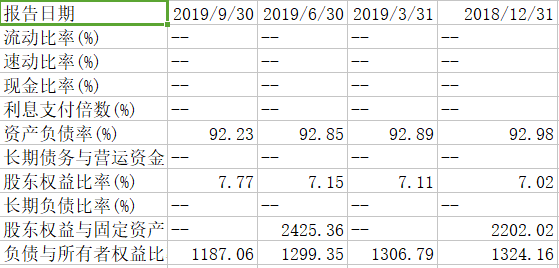 报告日期 2019/9/30 2019/6/30 2019/3/31 2018/12/31
流动比率(%) -- -- -- --
速动比率(%) -- -- -- --
现金比率(%) -- -- -- --
利息支付倍数(%) -- -- -- --
资产负债率(%) 92.23 92.85 92.89 92.98
长期债务与营运资金 -- -- -- --
股东权益比率(%) 7.77 7.15 7.11 7.02
长期负债比率(%) -- -- -- --
股东权益与固定资产 -- 2425.36 -- 2202.02
负债与所有者权益比 1187.06 1299.35 1306.79 1324.16